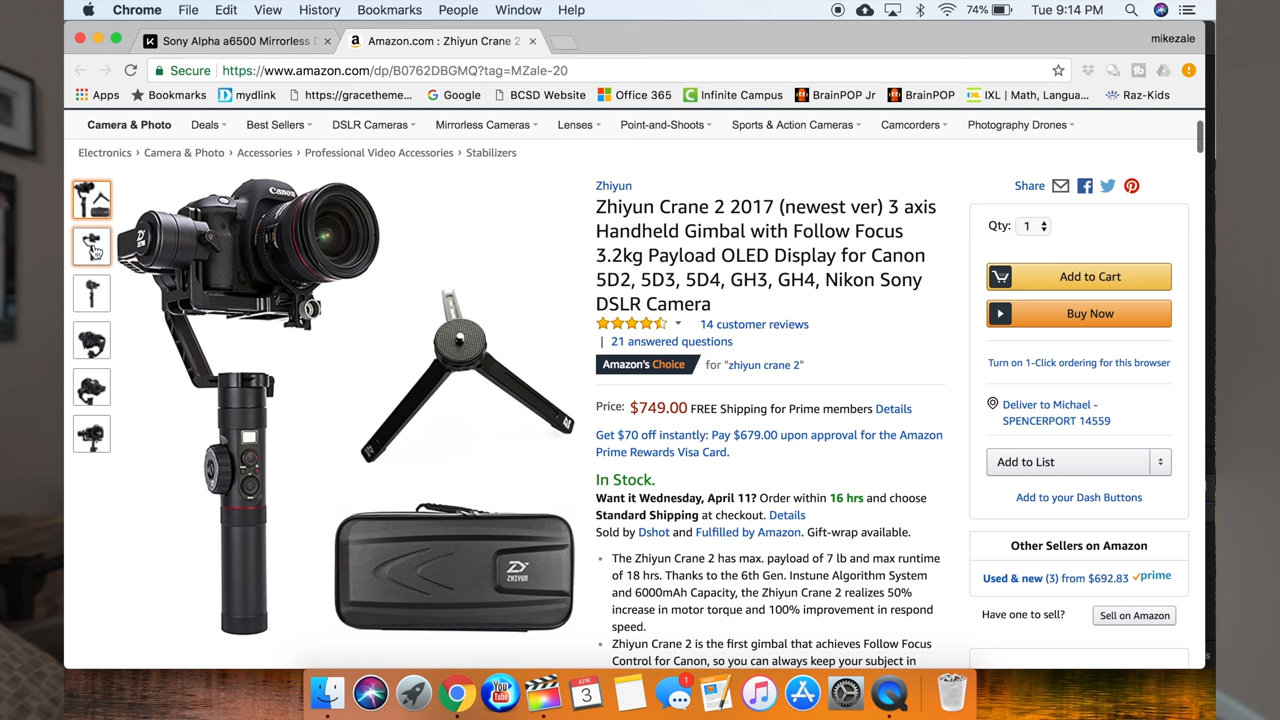 Chrome File Edit View History Bookmarks People Window Help 74% Tue 9:14 PM
Sony Alpha a6500 Mirrorless D
Amazon.com : Zhiyun Crane 2
mikezale
Secure https://www.amazon.com/dp/B0762DBGMQ?tag=MZale-20
Apps Bookmarks mydlink https://gracetheme... Google BCSD Website Office 365 Infinite Campus BrainPOP Jr BrainPOP IXL | Math, Langua... Raz-Kids
Camera & Photo Deals Best Sellers DSLR Cameras Mirrorless Cameras Lenses Point-and-Shoots Sports & Action Cameras Camcorders Photography Drones
Electronics › Camera & Photo › Accessories › Professional Video Accessories › Stabilizers
Canon
ZHIYUN
Zhiyun
Zhiyun Crane 2 2017 (newest ver) 3 axis
Handheld Gimbal with Follow Focus
3.2kg Payload OLED Display for Canon
5D2, 5D3, 5D4, GH3, GH4, Nikon Sony
DSLR Camera
14 customer reviews
| 21 answered questions
Amazon's Choice for "zhiyun crane 2"
Price: $749.00 FREE Shipping for Prime members Details
Get $70 off instantly: Pay $679.00 upon approval for the Amazon
Prime Rewards Visa Card.
In Stock.
Want it Wednesday, April 11? Order within 16 hrs and choose
Standard Shipping at checkout. Details
Sold by Dshot and Fulfilled by Amazon. Gift-wrap available.
• The Zhiyun Crane 2 has max. payload of 7 lb and max runtime
of 18 hrs. Thanks to the 6th Gen. Instune Algorithm System
and 6000mAh Capacity, the Zhiyun Crane 2 realizes 50%
increase in motor torque and 100% improvement in respond
speed.
• Zhiyun Crane 2 is the first gimbal that achieves Follow Focus
Control for Canon, so you can always keep your subject in
Share
Qty: 1
Add to Cart
Buy Now
Turn on 1-Click ordering for this browser
Deliver to Michael -
SPENCERPORT 14559
Add to List
Add to your Dash Buttons
Other Sellers on Amazon
Used & new (3) from $692.83 prime
Have one to sell? Sell on Amazon
You Tube
APR
3
1